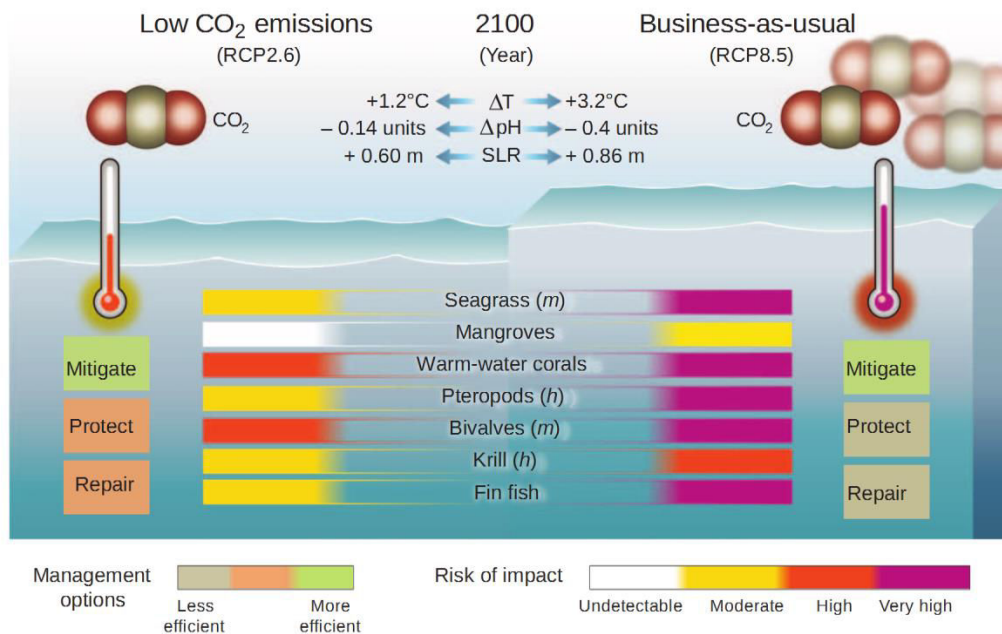 Low CO₂ emissions
(RCP2.6)
2100
(Year)
Business-as-usual
(RCP8.5)
+1.2°C ΔT +3.2°C
– 0.14 units ΔpH – 0.4 units
+ 0.60 m SLR + 0.86 m
CO₂
CO₂
Seagrass (m)
Mangroves
Warm-water corals
Pteropods (h)
Bivalves (m)
Krill (h)
Fin fish
Mitigate
Protect
Repair
Mitigate
Protect
Repair
Management
options
Less
efficient
More
efficient
Risk of impact
Undetectable Moderate High Very high